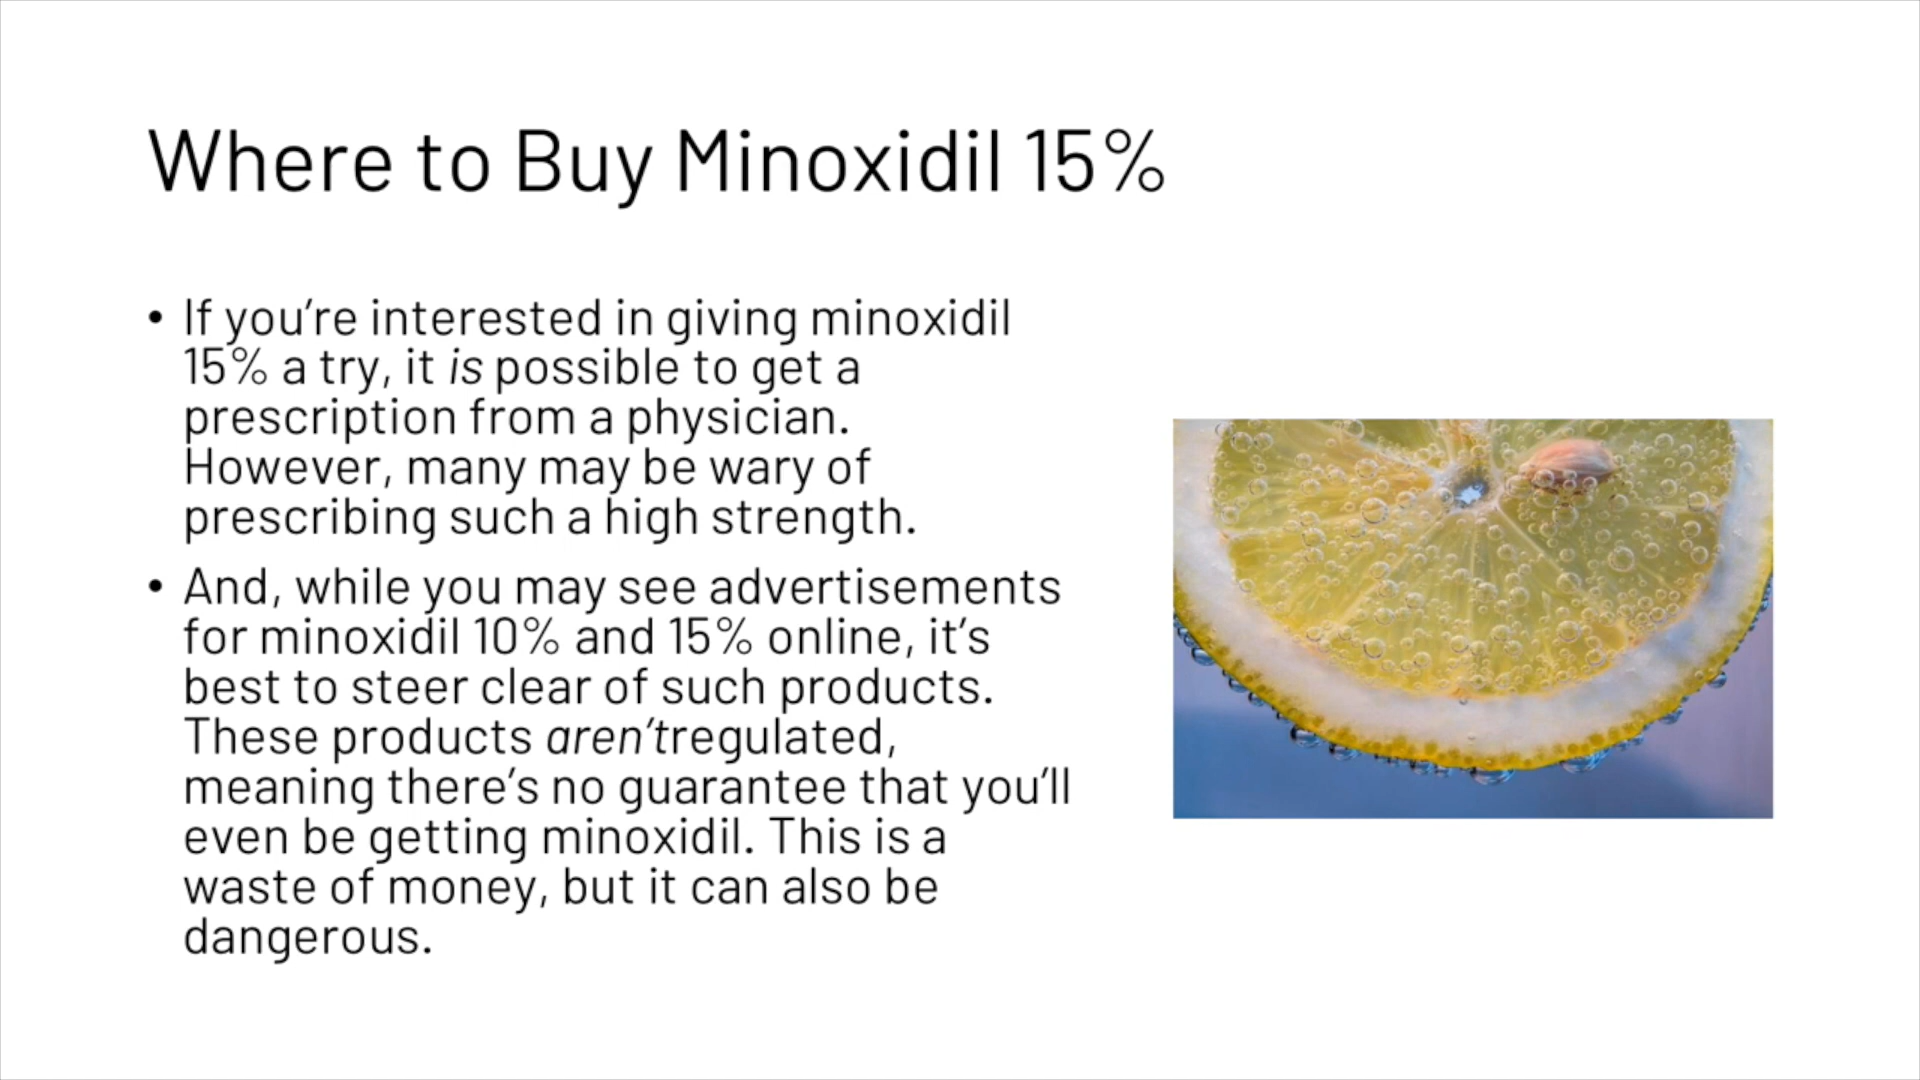 Where to Buy Minoxidil 15%
• If you’re interested in giving minoxidil
15% a try, it is possible to get a
prescription from a physician.
However, many may be wary of
prescribing such a high strength.
• And, while you may see advertisements
for minoxidil 10% and 15% online, it’s
best to steer clear of such products.
These products aren’tregulated,
meaning there’s no guarantee that you’ll
even be getting minoxidil. This is a
waste of money, but it can also be
dangerous.